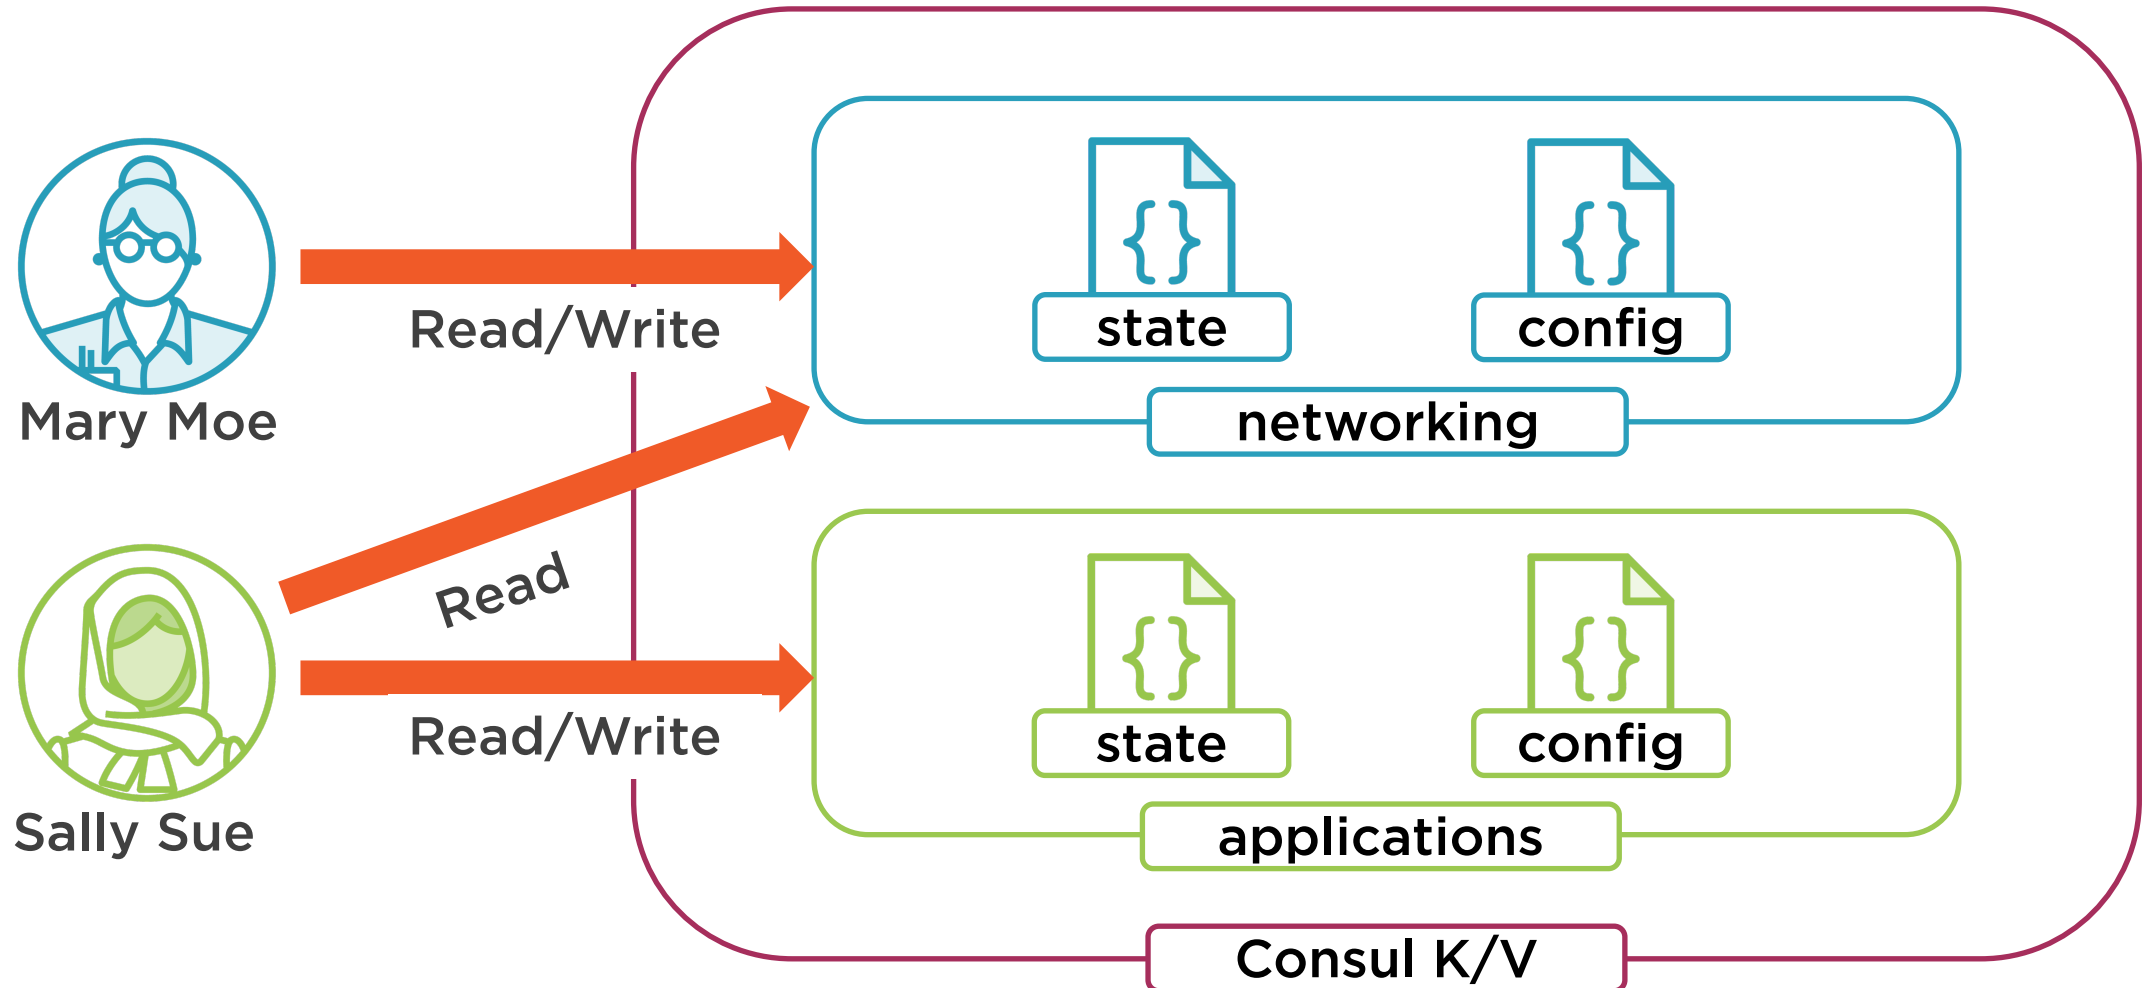 Mary Moe
Read/Write
state
config
networking
Read
Sally Sue
Read/Write
state
config
applications
Consul K/V